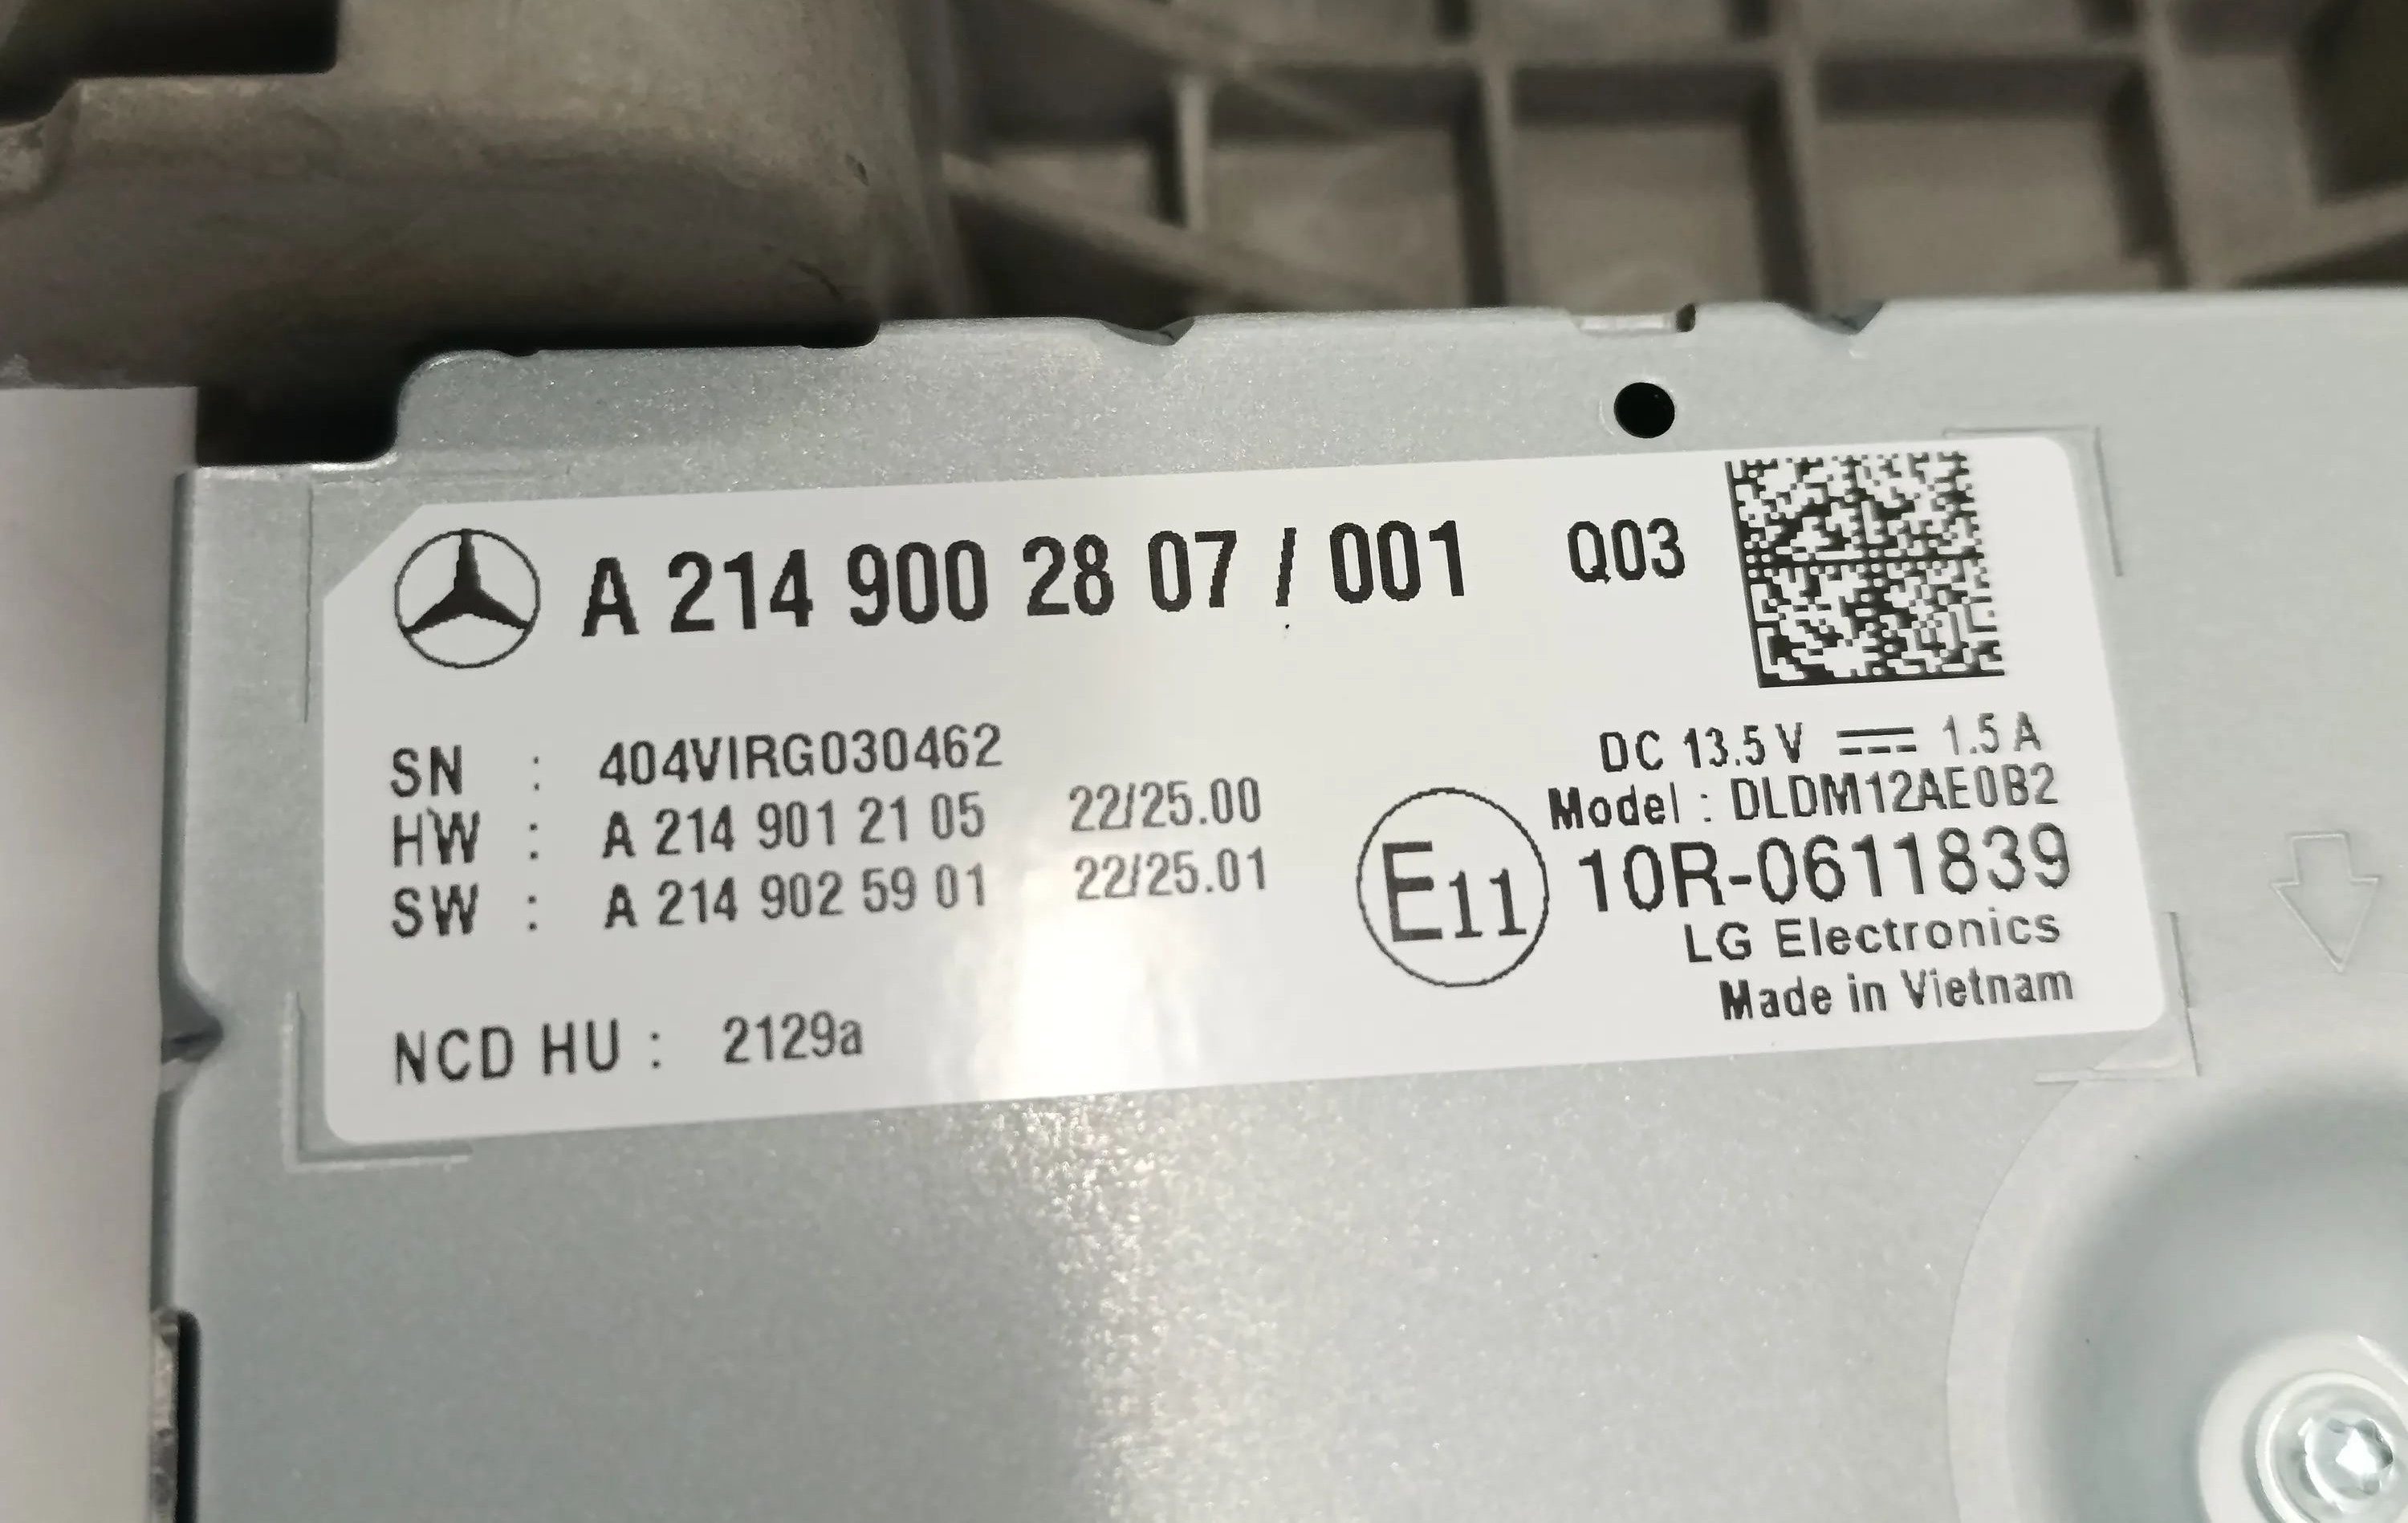 A 214 900 28 07 / 001 Q03
SN : 404VIRG030462
HW : A 214 901 21 05 22/25.00
SW : A 214 902 59 01 22/25.01
NCD HU : 2129a
DC 13.5 V ⎓ 1.5 A
Model : DLDM12AE0B2
E11 10R-0611839
LG Electronics
Made in Vietnam